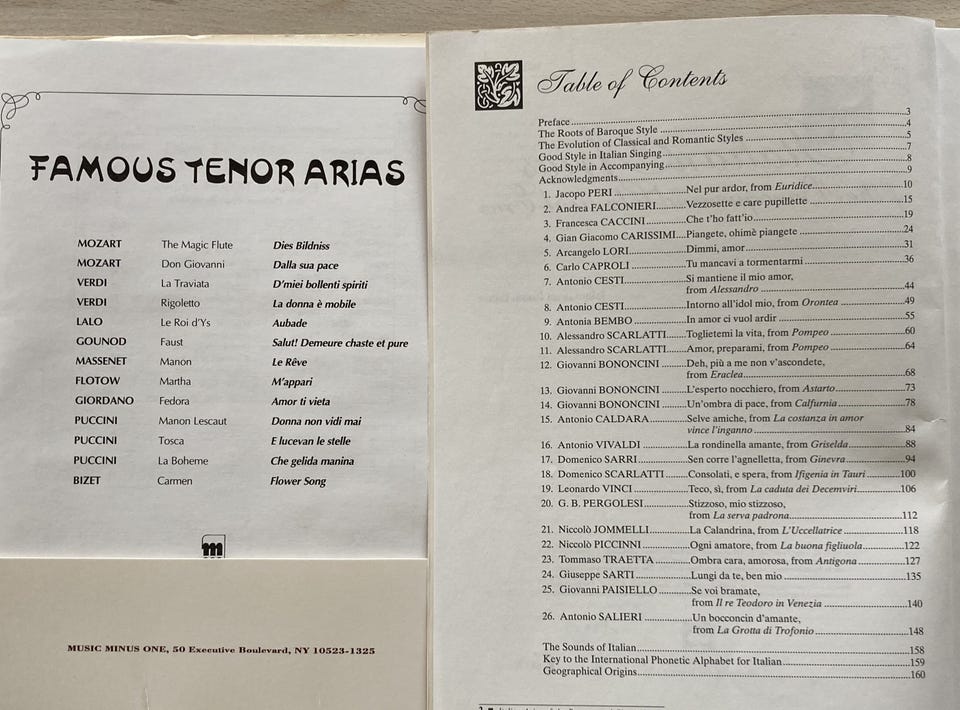 FAMOUS TENOR ARIAS
MOZART The Magic Flute Dies Bildniss
MOZART Don Giovanni Dalla sua pace
VERDI La Traviata D'miei bollenti spiriti
VERDI Rigoletto La donna è mobile
LALO Le Roi d'Ys Aubade
GOUNOD Faust Salut! Demeure chaste et pure
MASSENET Manon Le Rêve
FLOTOW Martha M'appari
GIORDANO Fedora Amor ti vieta
PUCCINI Manon Lescaut Donna non vidi mai
PUCCINI Tosca E lucevan le stelle
PUCCINI La Boheme Che gelida manina
BIZET Carmen Flower Song
m
MUSIC MINUS ONE, 50 Executive Boulevard, NY 10523-1325
Table of Contents
Preface 3
The Roots of Baroque Style 4
The Evolution of Classical and Romantic Styles 5
Good Style in Italian Singing 7
Good Style in Accompanying 8
Acknowledgments 9
1. Jacopo PERI Nel pur ardor, from Euridice 10
2. Andrea FALCONIERI Vezzosette e care pupillette 15
3. Francesca CACCINI Che t'ho fatt'io 19
4. Gian Giacomo CARISSIMI Piangete, ohimè piangete 24
5. Arcangelo LORI Dimmi, amor 31
6. Carlo CAPROLI Tu mancavi a tormentarmi 36
7. Antonio CESTI Si mantiene il mio amor,
from Alessandro 44
8. Antonio CESTI Intorno all'idol mio, from Orontea 49
9. Antonia BEMBO In amor ci vuol ardir 55
10. Alessandro SCARLATTI Toglietemi la vita, from Pompeo 60
11. Alessandro SCARLATTI Amor, preparami, from Pompeo 64
12. Giovanni BONONCINI Deh, più a me non v'ascondete,
from Eraclea 68
13. Giovanni BONONCINI L'esperto nocchiero, from Astarto 73
14. Giovanni BONONCINI Un'ombra di pace, from Calfurnia 78
15. Antonio CALDARA Selve amiche, from La costanza in amor
vince l'inganno 84
16. Antonio VIVALDI La rondinella amante, from Griselda 88
17. Domenico SARRI Sen corre l'agnelletta, from Ginevra 94
18. Domenico SCARLATTI Consolati, e spera, from Ifigenia in Tauri 100
19. Leonardo VINCI Teco, sì, from La caduta dei Decemviri 106
20. G. B. PERGOLESI Stizzoso, mio stizzoso,
from La serva padrona 112
21. Niccolò JOMMELLI La Calandrina, from L'Uccellatrice 118
22. Niccolò PICCINNI Ogni amatore, from La buona figliuola 122
23. Tommaso TRAETTA Ombra cara, amorosa, from Antigona 127
24. Giuseppe SARTI Lungi da te, ben mio 135
25. Giovanni PAISIELLO Se voi bramate,
from Il re Teodoro in Venezia 140
26. Antonio SALIERI Un bocconcin d'amante,
from La Grotta di Trofonio 148
The Sounds of Italian 158
Key to the International Phonetic Alphabet for Italian 159
Geographical Origins 160